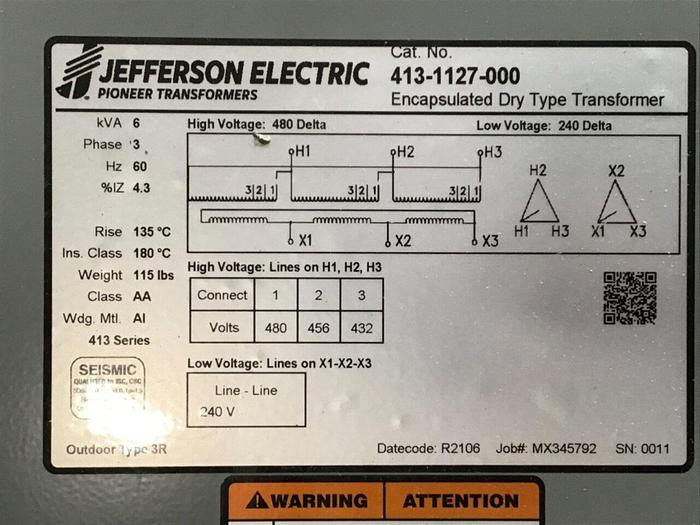 JEFFERSON ELECTRIC
PIONEER TRANSFORMERS
Cat. No.
413-1127-000
Encapsulated Dry Type Transformer
kVA 6
Phase 3
Hz 60
%IZ 4.3
Rise 135 °C
Ins. Class 180 °C
Weight 115 lbs
Class AA
Wdg. Mtl. Al
413 Series
SEISMIC
QUALIFIED to IBC, CBC
Outdoor Type 3R
High Voltage: 480 Delta
Low Voltage: 240 Delta
H1 H2 H3
3|2|1 3|2|1 3|2|1
X1 X2 X3
H2 X2
H1 H3 X1 X3
High Voltage: Lines on H1, H2, H3
Connect 1 2 3
Volts 480 456 432
Low Voltage: Lines on X1-X2-X3
Line - Line
240 V
Datecode: R2106 Job#: MX345792 SN: 0011
WARNING ATTENTION